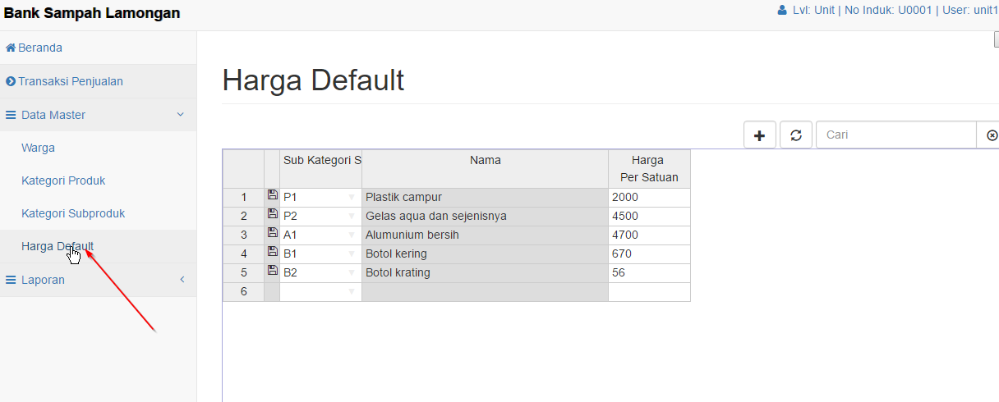 Bank Sampah Lamongan
Lvl: Unit | No Induk: U0001 | User: unit1
Beranda
Transaksi Penjualan
Data Master
Warga
Kategori Produk
Kategori Subproduk
Harga Default
Laporan
Harga Default
Cari
Sub Kategori S Nama Harga
Per Satuan
1 P1 Plastik campur 2000
2 P2 Gelas aqua dan sejenisnya 4500
3 A1 Alumunium bersih 4700
4 B1 Botol kering 670
5 B2 Botol krating 56
6